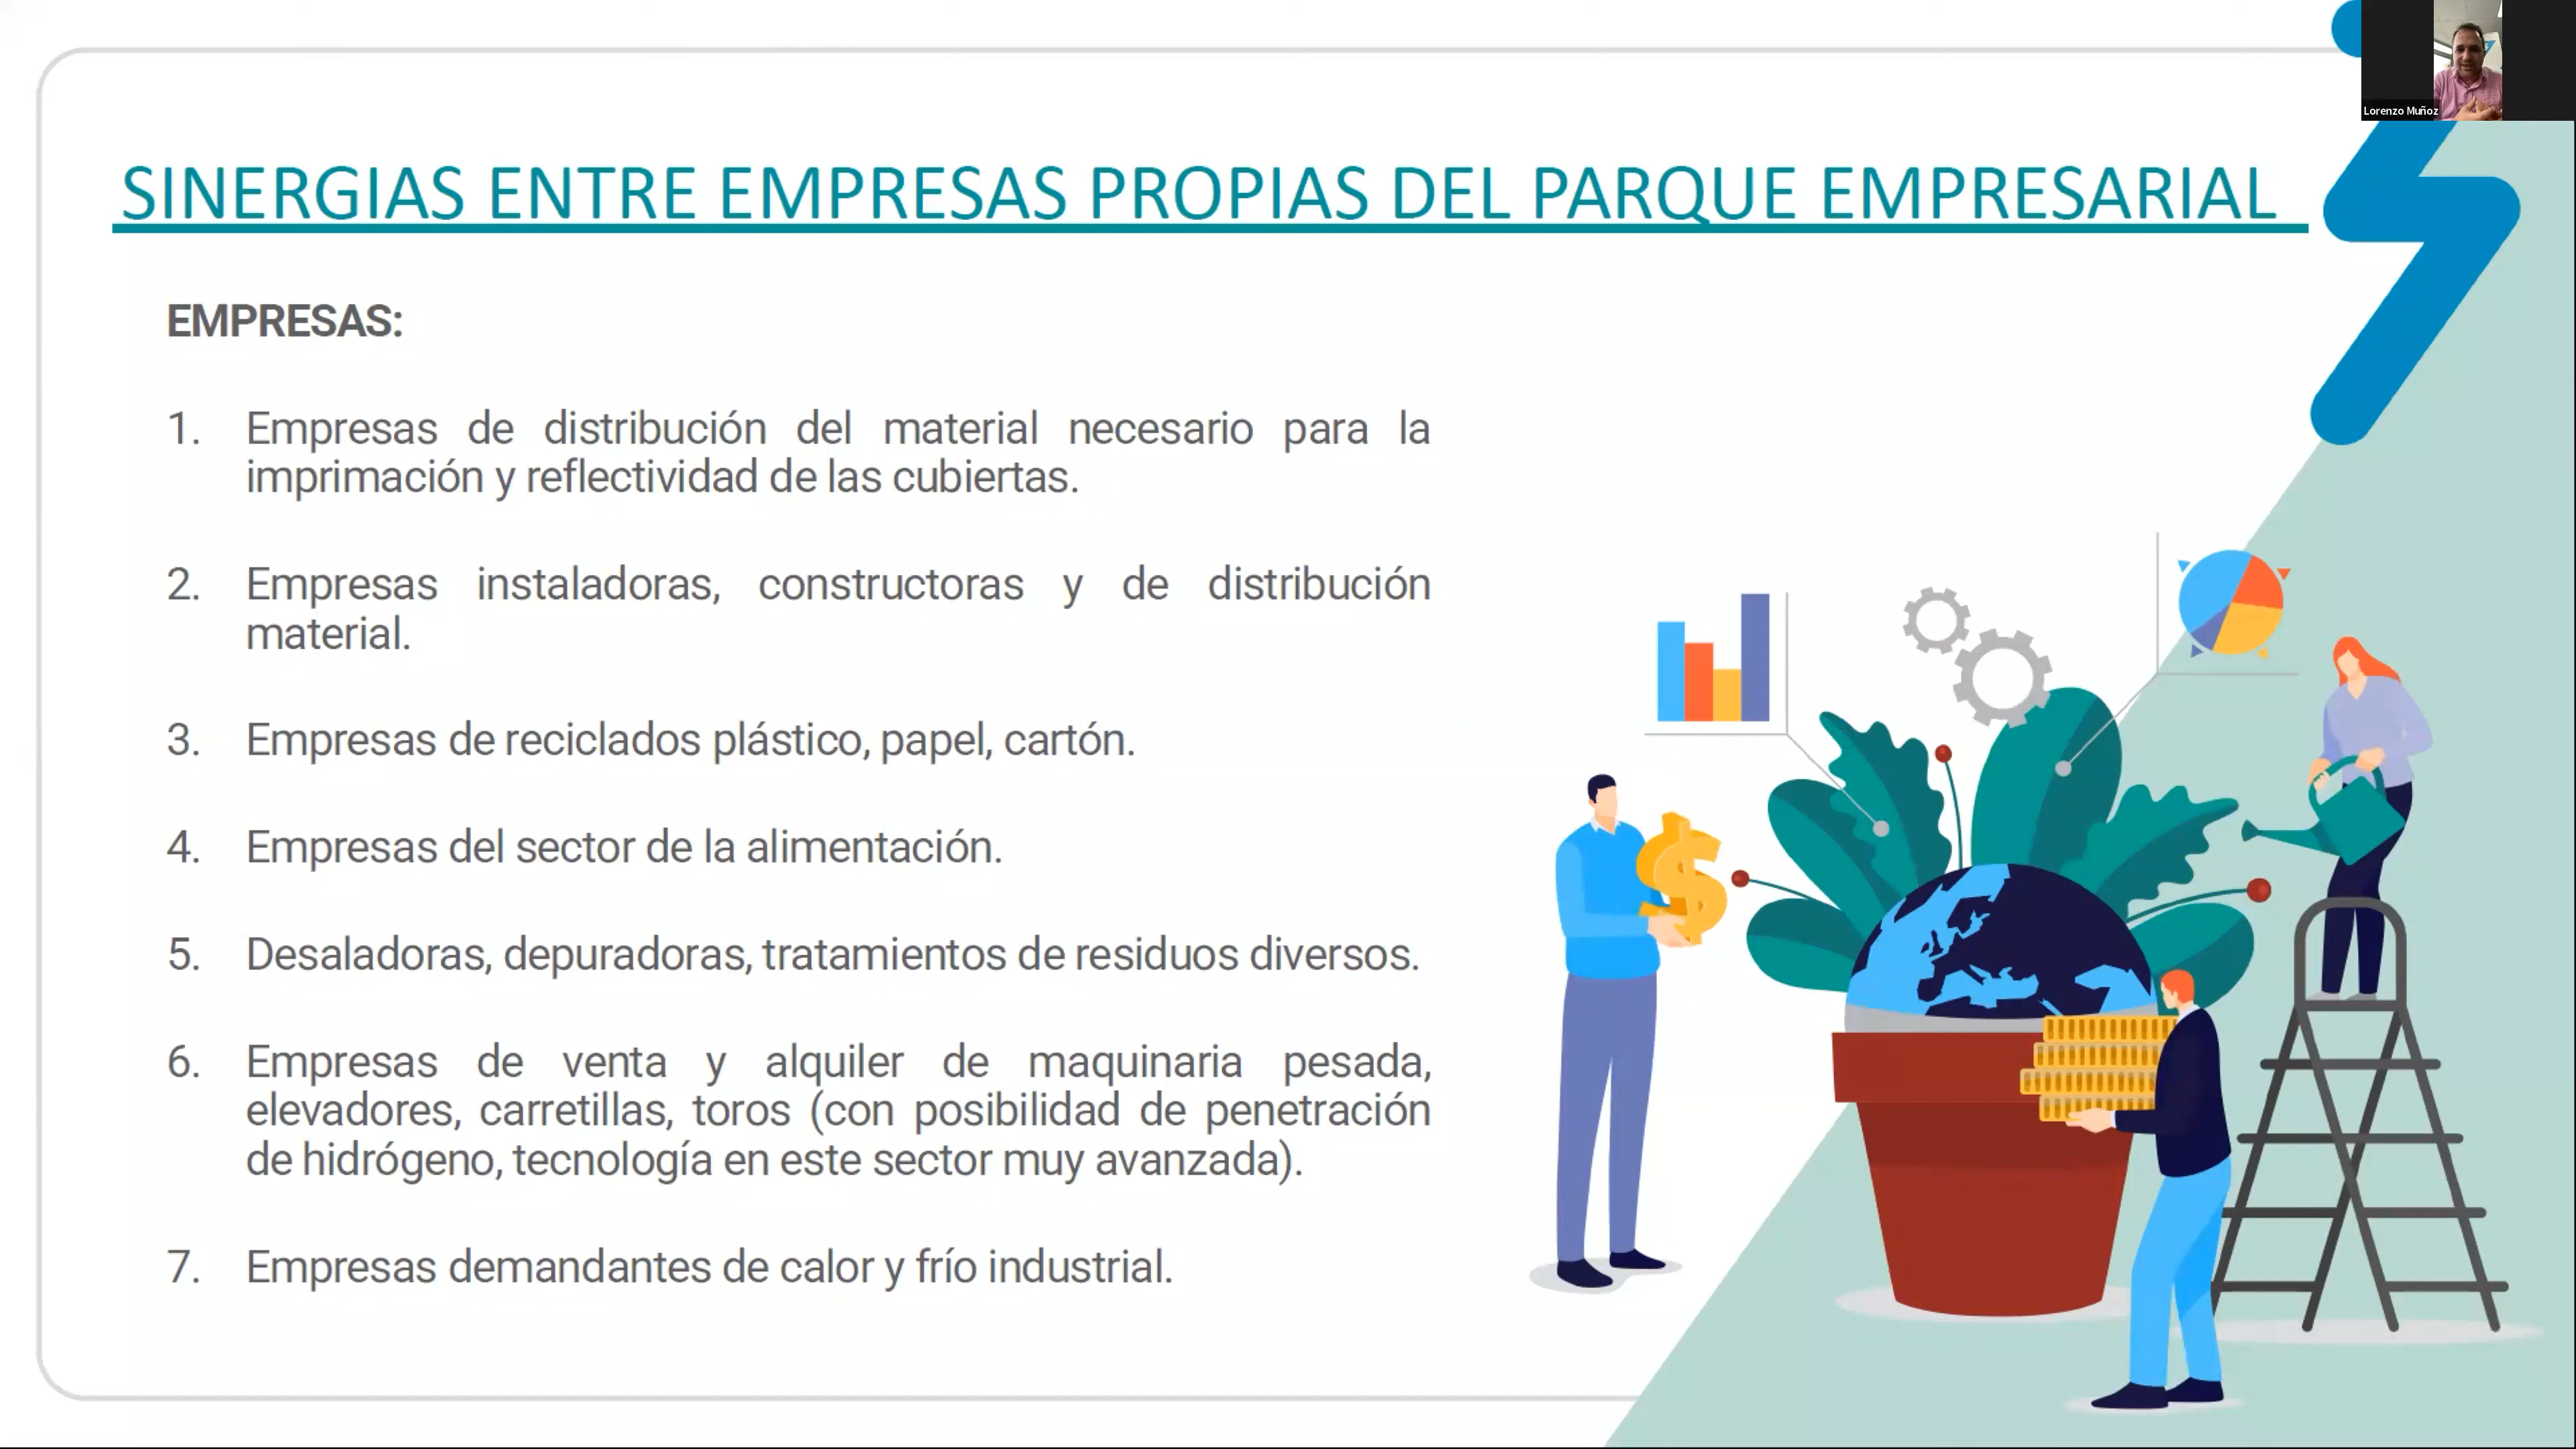 Lorenzo Muñoz
SINERGIAS ENTRE EMPRESAS PROPIAS DEL PARQUE EMPRESARIAL
EMPRESAS:
1. Empresas de distribución del material necesario para la
imprimación y reflectividad de las cubiertas.
2. Empresas instaladoras, constructoras y de distribución
material.
3. Empresas de reciclados plástico, papel, cartón.
4. Empresas del sector de la alimentación.
5. Desaladoras, depuradoras, tratamientos de residuos diversos.
6. Empresas de venta y alquiler de maquinaria pesada,
elevadores, carretillas, toros (con posibilidad de penetración
de hidrógeno, tecnología en este sector muy avanzada).
7. Empresas demandantes de calor y frío industrial.
$